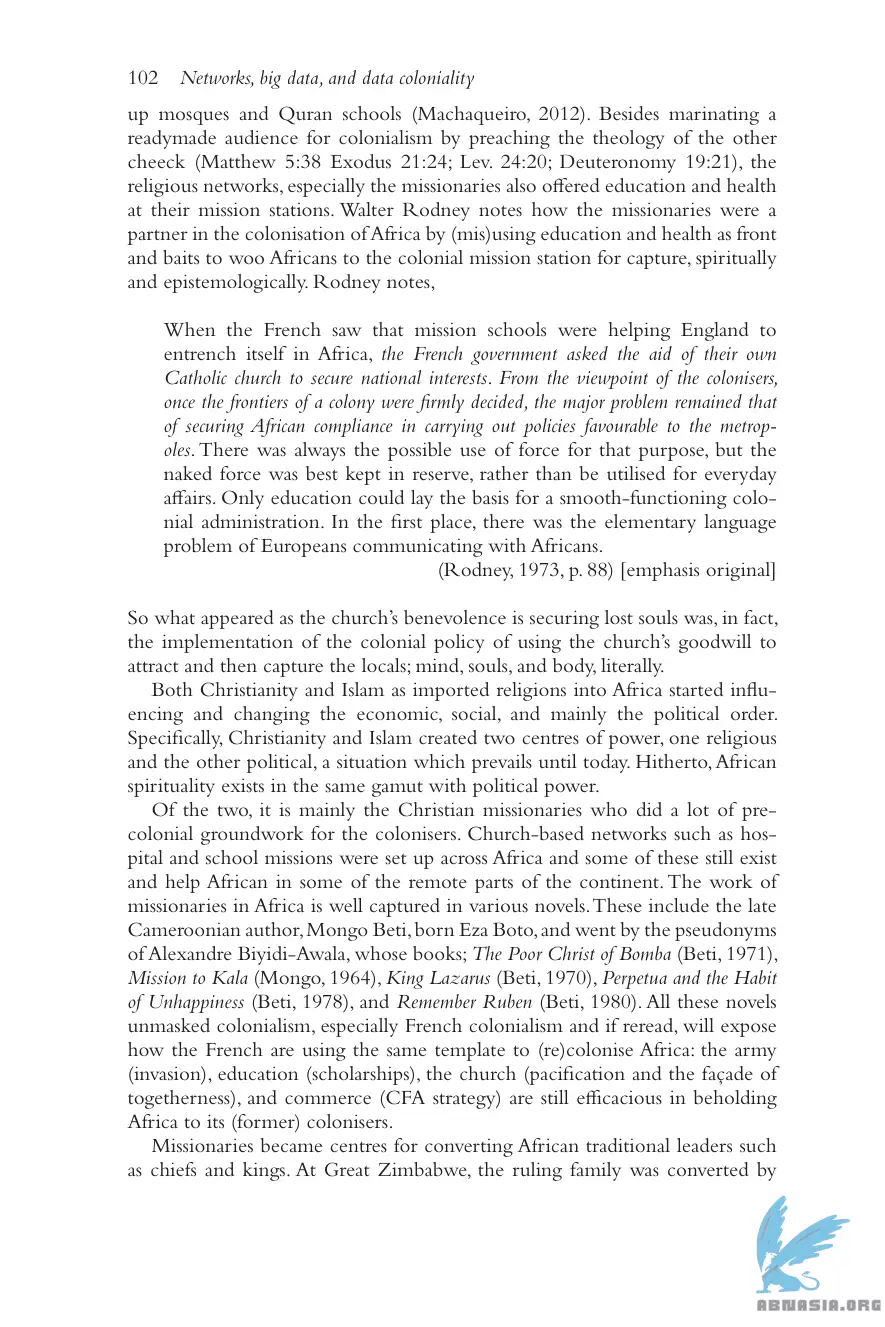 102 Networks, big data, and data coloniality
up mosques and Quran schools (Machaqueiro, 2012). Besides marinating a
readymade audience for colonialism by preaching the theology of the other
cheeck (Matthew 5:38 Exodus 21:24; Lev. 24:20; Deuteronomy 19:21), the
religious networks, especially the missionaries also offered education and health
at their mission stations. Walter Rodney notes how the missionaries were a
partner in the colonisation of Africa by (mis)using education and health as front
and baits to woo Africans to the colonial mission station for capture, spiritually
and epistemologically. Rodney notes,
When the French saw that mission schools were helping England to
entrench itself in Africa, the French government asked the aid of their own
Catholic church to secure national interests. From the viewpoint of the colonisers,
once the frontiers of a colony were firmly decided, the major problem remained that
of securing African compliance in carrying out policies favourable to the metrop-
oles. There was always the possible use of force for that purpose, but the
naked force was best kept in reserve, rather than be utilised for everyday
affairs. Only education could lay the basis for a smooth-functioning colo-
nial administration. In the first place, there was the elementary language
problem of Europeans communicating with Africans.
(Rodney, 1973, p. 88) [emphasis original]
So what appeared as the church's benevolence is securing lost souls was, in fact,
the implementation of the colonial policy of using the church's goodwill to
attract and then capture the locals; mind, souls, and body, literally.
Both Christianity and Islam as imported religions into Africa started influ-
encing and changing the economic, social, and mainly the political order.
Specifically, Christianity and Islam created two centres of power, one religious
and the other political, a situation which prevails until today. Hitherto, African
spirituality exists in the same gamut with political power.
Of the two, it is mainly the Christian missionaries who did a lot of pre-
colonial groundwork for the colonisers. Church-based networks such as hos-
pital and school missions were set up across Africa and some of these still exist
and help African in some of the remote parts of the continent. The work of
missionaries in Africa is well captured in various novels. These include the late
Cameroonian author, Mongo Beti, born Eza Boto, and went by the pseudonyms
of Alexandre Biyidi-Awala, whose books; The Poor Christ of Bomba (Beti, 1971),
Mission to Kala (Mongo, 1964), King Lazarus (Beti, 1970), Perpetua and the Habit
of Unhappiness (Beti, 1978), and Remember Ruben (Beti, 1980). All these novels
unmasked colonialism, especially French colonialism and if reread, will expose
how the French are using the same template to (re)colonise Africa: the army
(invasion), education (scholarships), the church (pacification and the façade of
togetherness), and commerce (CFA strategy) are still efficacious in beholding
Africa to its (former) colonisers.
Missionaries became centres for converting African traditional leaders such
as chiefs and kings. At Great Zimbabwe, the ruling family was converted by
ABNASIA.ORG